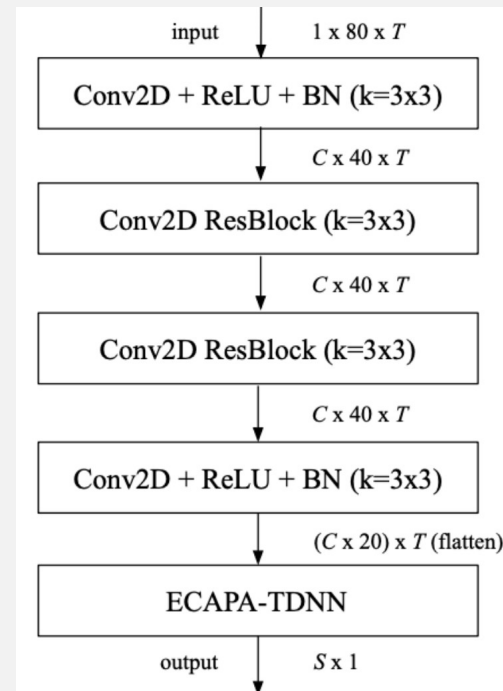 input 1 x 80 x T
Conv2D + ReLU + BN (k=3x3)
C x 40 x T
Conv2D ResBlock (k=3x3)
C x 40 x T
Conv2D ResBlock (k=3x3)
C x 40 x T
Conv2D + ReLU + BN (k=3x3)
(C x 20) x T (flatten)
ECAPA-TDNN
output S x 1